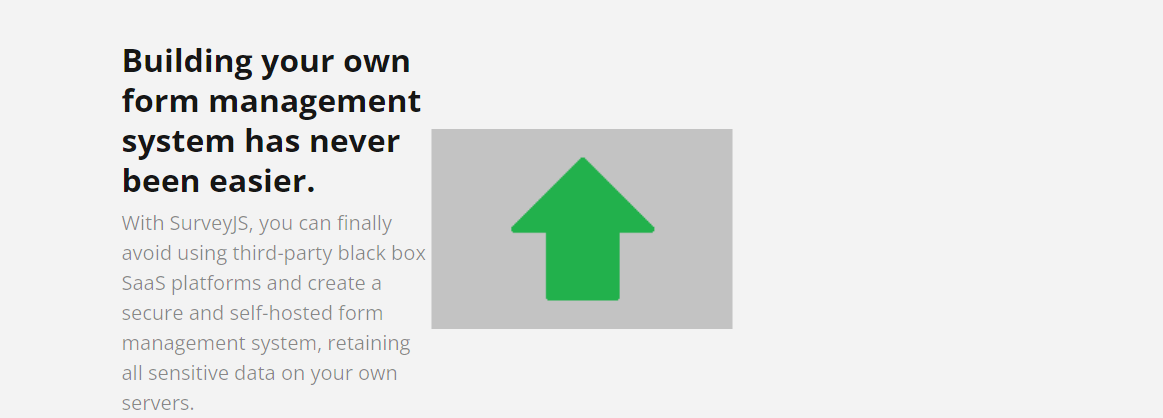 Building your own
form management
system has never
been easier.
With SurveyJS, you can finally
avoid using third-party black box
SaaS platforms and create a
secure and self-hosted form
management system, retaining
all sensitive data on your own
servers.